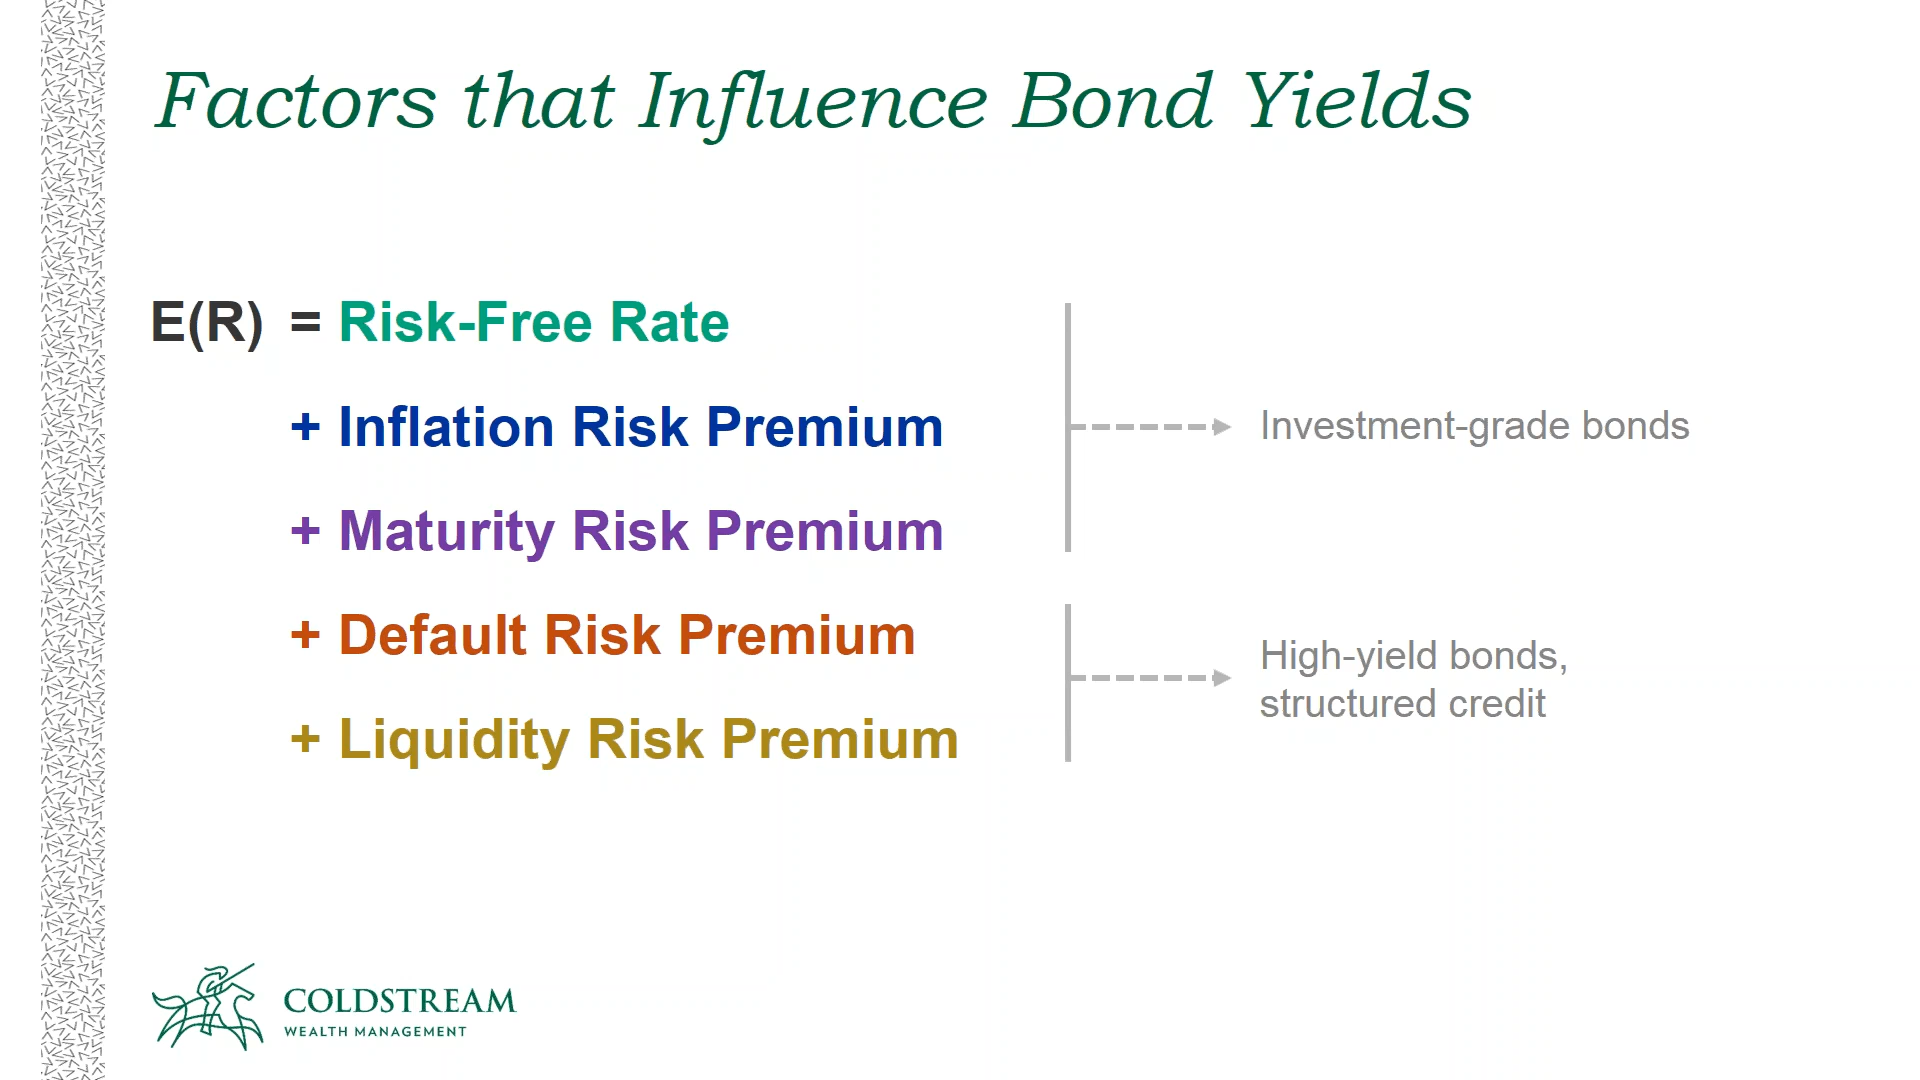 Factors that Influence Bond Yields
E(R) = Risk-Free Rate
+ Inflation Risk Premium
Investment-grade bonds
+ Maturity Risk Premium
+ Default Risk Premium
High-yield bonds,
structured credit
+ Liquidity Risk Premium
COLDSTREAM
WEALTH MANAGEMENT